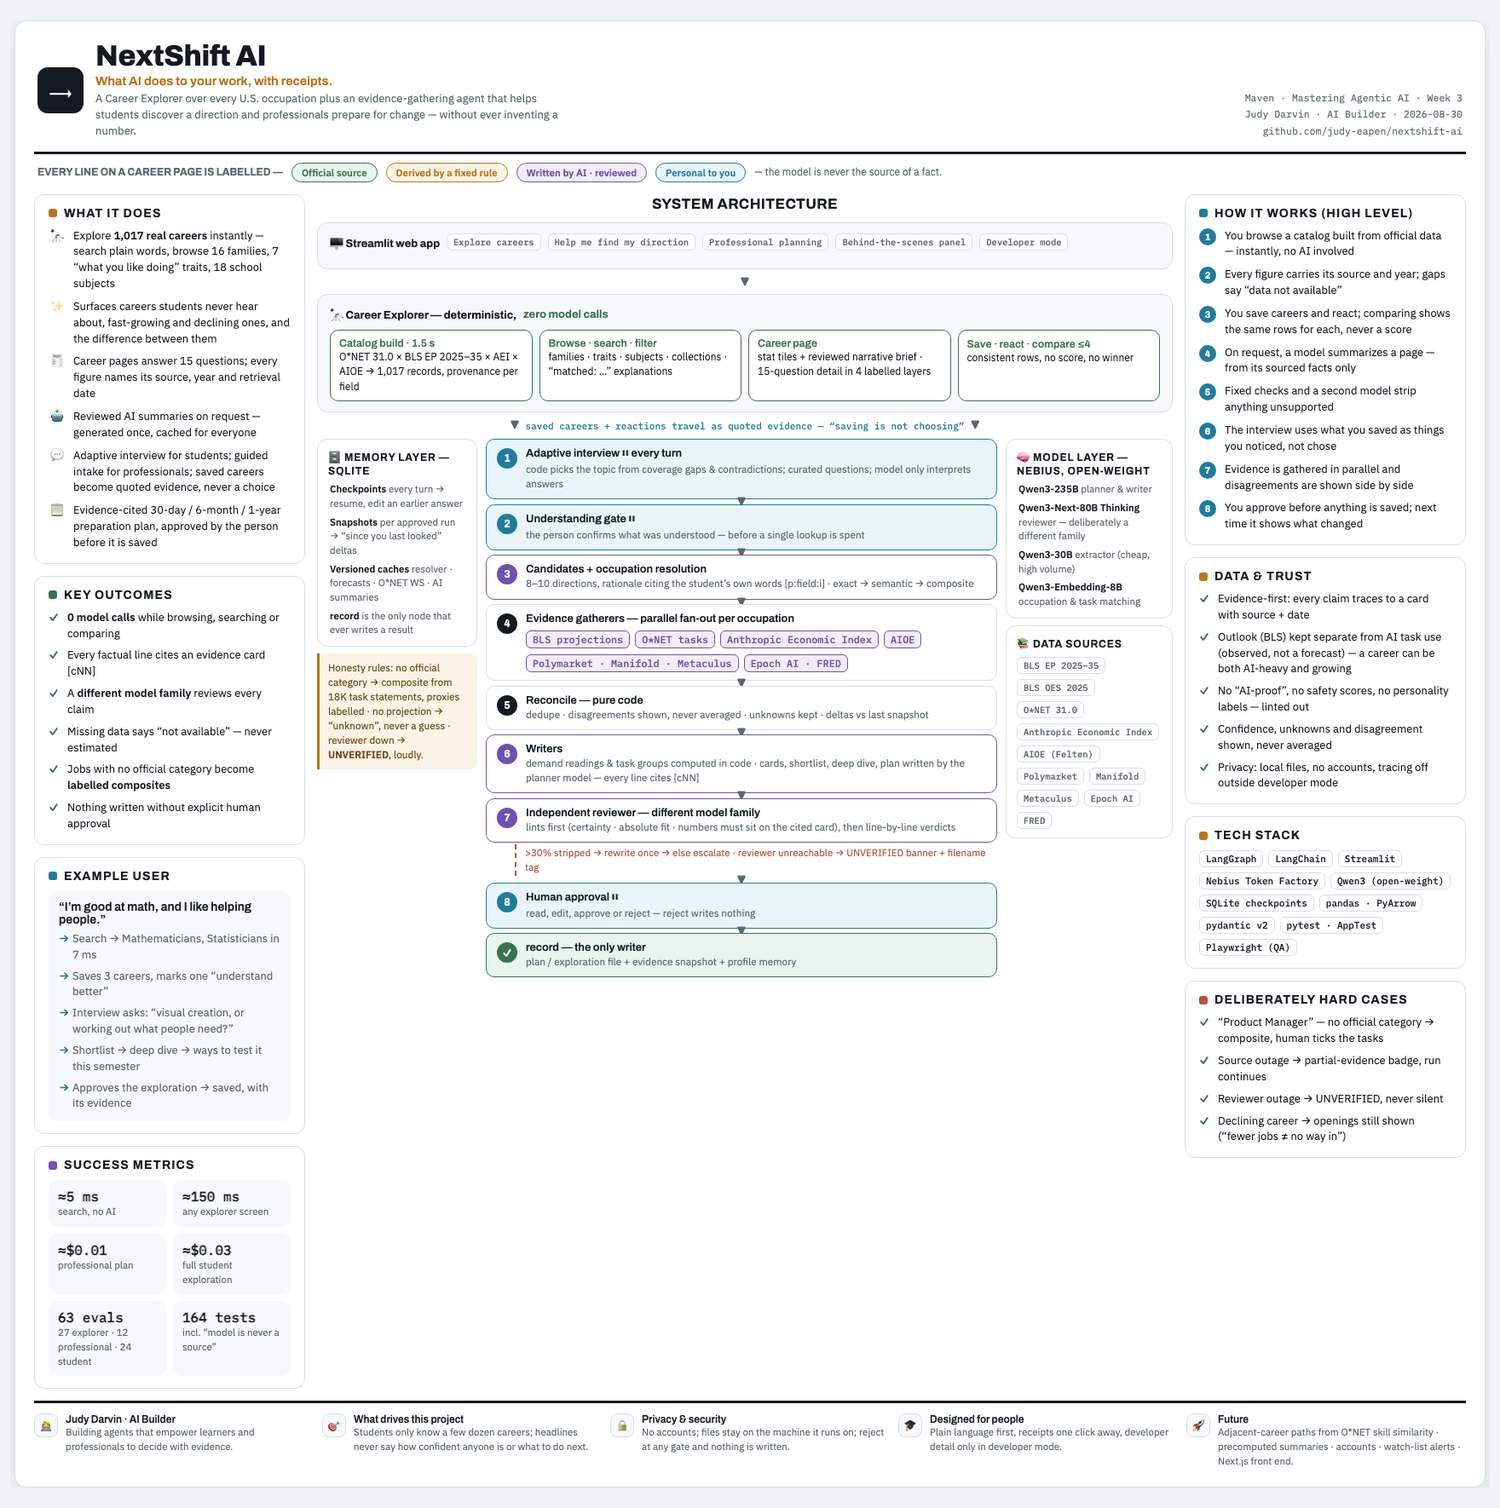 NextShift AI
What AI does to your work, with receipts.
A Career Explorer over every U.S. occupation plus an evidence-gathering agent that helps
students discover a direction and professionals prepare for change — without ever inventing a
number.
Maven · Mastering Agentic AI · Week 3
Judy Darvin · AI Builder · 2026-08-30
github.com/judy-eapen/nextshift-ai
EVERY LINE ON A CAREER PAGE IS LABELLED —
Official source
Derived by a fixed rule
Written by AI · reviewed
Personal to you
— the model is never the source of a fact.
WHAT IT DOES
Explore 1,017 real careers instantly —
search plain words, browse 16 families, 7
“what you like doing” traits, 18 school
subjects
Surfaces careers students never hear
about, fast-growing and declining ones, and
the difference between them
Career pages answer 15 questions; every
figure names its source, year and retrieval
date
Reviewed AI summaries on request —
generated once, cached for everyone
Adaptive interview for students; guided
intake for professionals; saved careers
become quoted evidence, never a choice
Evidence-cited 30-day / 6-month / 1-year
preparation plan, approved by the person
before it is saved
KEY OUTCOMES
✓ 0 model calls while browsing, searching or
comparing
✓ Every factual line cites an evidence card
[cNN]
✓ A different model family reviews every
claim
✓ Missing data says “not available” — never
estimated
✓ Jobs with no official category become
labelled composites
✓ Nothing written without explicit human
approval
EXAMPLE USER
“I’m good at math, and I like helping
people.”
→ Search → Mathematicians, Statisticians in
7 ms
→ Saves 3 careers, marks one “understand
better”
→ Interview asks: “visual creation, or
working out what people need?”
→ Shortlist → deep dive → ways to test it
this semester
→ Approves the exploration → saved, with
its evidence
SUCCESS METRICS
≈5 ms
search, no AI
≈150 ms
any explorer screen
≈$0.01
professional plan
≈$0.03
full student
exploration
63 evals
27 explorer · 12
professional · 24
student
164 tests
incl. “model is never a
source”
SYSTEM ARCHITECTURE
Streamlit web app
Explore careers
Help me find my direction
Professional planning
Behind-the-scenes panel
Developer mode
Career Explorer — deterministic, zero model calls
Catalog build · 1.5 s
O*NET 31.0 × BLS EP 2025–35 × AEI ×
AIOE → 1,017 records, provenance per
field
Browse · search · filter
families · traits · subjects · collections ·
“matched: …” explanations
Career page
stat tiles + reviewed narrative brief ·
15-question detail in 4 labelled layers
Save · react · compare ≤4
consistent rows, no score, no winner
saved careers + reactions travel as quoted evidence — “saving is not choosing”
MEMORY LAYER —
SQLITE
Checkpoints every turn →
resume, edit an earlier answer
Snapshots per approved run
→ “since you last looked”
deltas
Versioned caches resolver ·
forecasts · O*NET WS · AI
summaries
record is the only node that
ever writes a result
Honesty rules: no official
category → composite from
18K task statements, proxies
labelled · no projection →
“unknown”, never a guess ·
reviewer down →
UNVERIFIED, loudly.
1
Adaptive interview ⏸ every turn
code picks the topic from coverage gaps & contradictions; curated questions; model only interprets
answers
2
Understanding gate ⏸
the person confirms what was understood — before a single lookup is spent
3
Candidates + occupation resolution
8–10 directions, rationale citing the student’s own words [p:field:i] · exact → semantic → composite
4
Evidence gatherers — parallel fan-out per occupation
BLS projections
O*NET tasks
Anthropic Economic Index
AIOE
Polymarket · Manifold · Metaculus
Epoch AI · FRED
5
Reconcile — pure code
dedupe · disagreements shown, never averaged · unknowns kept · deltas vs last snapshot
6
Writers
demand readings & task groups computed in code · cards, shortlist, deep dive, plan written by the
planner model — every line cites [cNN]
7
Independent reviewer — different model family
lints first (certainty · absolute fit · numbers must sit on the cited card), then line-by-line verdicts
>30% stripped → rewrite once → else escalate · reviewer unreachable → UNVERIFIED banner + filename
tag
8
Human approval ⏸
read, edit, approve or reject — reject writes nothing
✓
record — the only writer
plan / exploration file + evidence snapshot + profile memory
MODEL LAYER —
NEBIUS, OPEN-WEIGHT
Qwen3-235B planner & writer
Qwen3-Next-80B Thinking
reviewer — deliberately a
different family
Qwen3-30B extractor (cheap,
high volume)
Qwen3-Embedding-8B
occupation & task matching
DATA SOURCES
BLS EP 2025–35
BLS OES 2025
O*NET 31.0
Anthropic Economic Index
AIOE (Felten)
Polymarket
Manifold
Metaculus
Epoch AI
FRED
HOW IT WORKS (HIGH LEVEL)
1 You browse a catalog built from official data
— instantly, no AI involved
2 Every figure carries its source and year; gaps
say “data not available”
3 You save careers and react; comparing shows
the same rows for each, never a score
4 On request, a model summarizes a page —
from its sourced facts only
5 Fixed checks and a second model strip
anything unsupported
6 The interview uses what you saved as things
you noticed, not chose
7 Evidence is gathered in parallel and
disagreements are shown side by side
8 You approve before anything is saved; next
time it shows what changed
DATA & TRUST
✓ Evidence-first: every claim traces to a card
with source + date
✓ Outlook (BLS) kept separate from AI task use
(observed, not a forecast) — a career can be
both AI-heavy and growing
✓ No “AI-proof”, no safety scores, no personality
labels — linted out
✓ Confidence, unknowns and disagreement
shown, never averaged
✓ Privacy: local files, no accounts, tracing off
outside developer mode
TECH STACK
LangGraph
LangChain
Streamlit
Nebius Token Factory
Qwen3 (open-weight)
SQLite checkpoints
pandas · PyArrow
pydantic v2
pytest · AppTest
Playwright (QA)
DELIBERATELY HARD CASES
✓ “Product Manager” — no official category →
composite, human ticks the tasks
✓ Source outage → partial-evidence badge, run
continues
✓ Reviewer outage → UNVERIFIED, never silent
✓ Declining career → openings still shown
(“fewer jobs ≠ no way in”)
Judy Darvin · AI Builder
Building agents that empower learners and
professionals to decide with evidence.
What drives this project
Students only know a few dozen careers; headlines
never say how confident anyone is or what to do next.
Privacy & security
No accounts; files stay on the machine it runs on; reject
at any gate and nothing is written.
Designed for people
Plain language first, receipts one click away, developer
detail only in developer mode.
Future
Adjacent-career paths from O*NET skill similarity ·
precomputed summaries · accounts · watch-list alerts ·
Next.js front end.